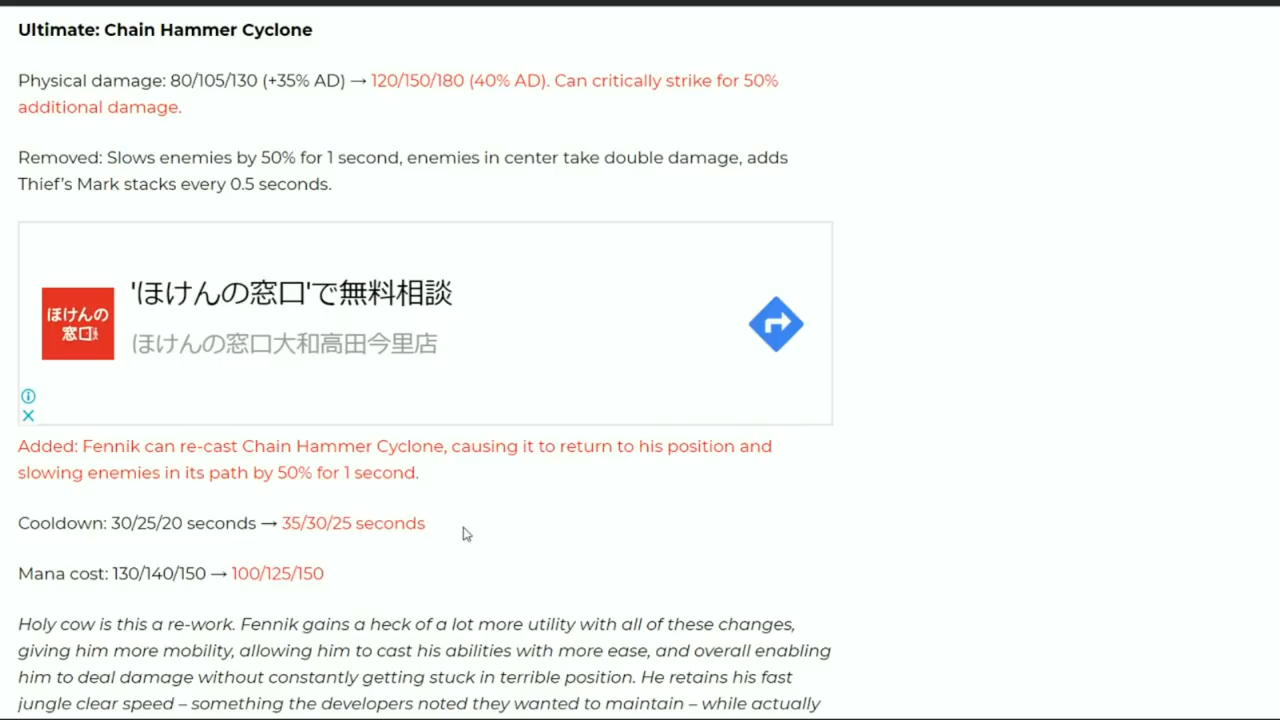 Ultimate: Chain Hammer Cyclone
Physical damage: 80/105/130 (+35% AD) → 120/150/180 (40% AD). Can critically strike for 50%
additional damage.
Removed: Slows enemies by 50% for 1 second, enemies in center take double damage, adds
Thief's Mark stacks every 0.5 seconds.
ほけんの
窓口
'ほけんの窓口'で無料相談
ほけんの窓口大和高田今里店
Added: Fennik can re-cast Chain Hammer Cyclone, causing it to return to his position and
slowing enemies in its path by 50% for 1 second.
Cooldown: 30/25/20 seconds → 35/30/25 seconds
Mana cost: 130/140/150 → 100/125/150
Holy cow is this a re-work. Fennik gains a heck of a lot more utility with all of these changes,
giving him more mobility, allowing him to cast his abilities with more ease, and overall enabling
him to deal damage without constantly getting stuck in terrible position. He retains his fast
jungle clear speed – something the developers noted they wanted to maintain – while actually